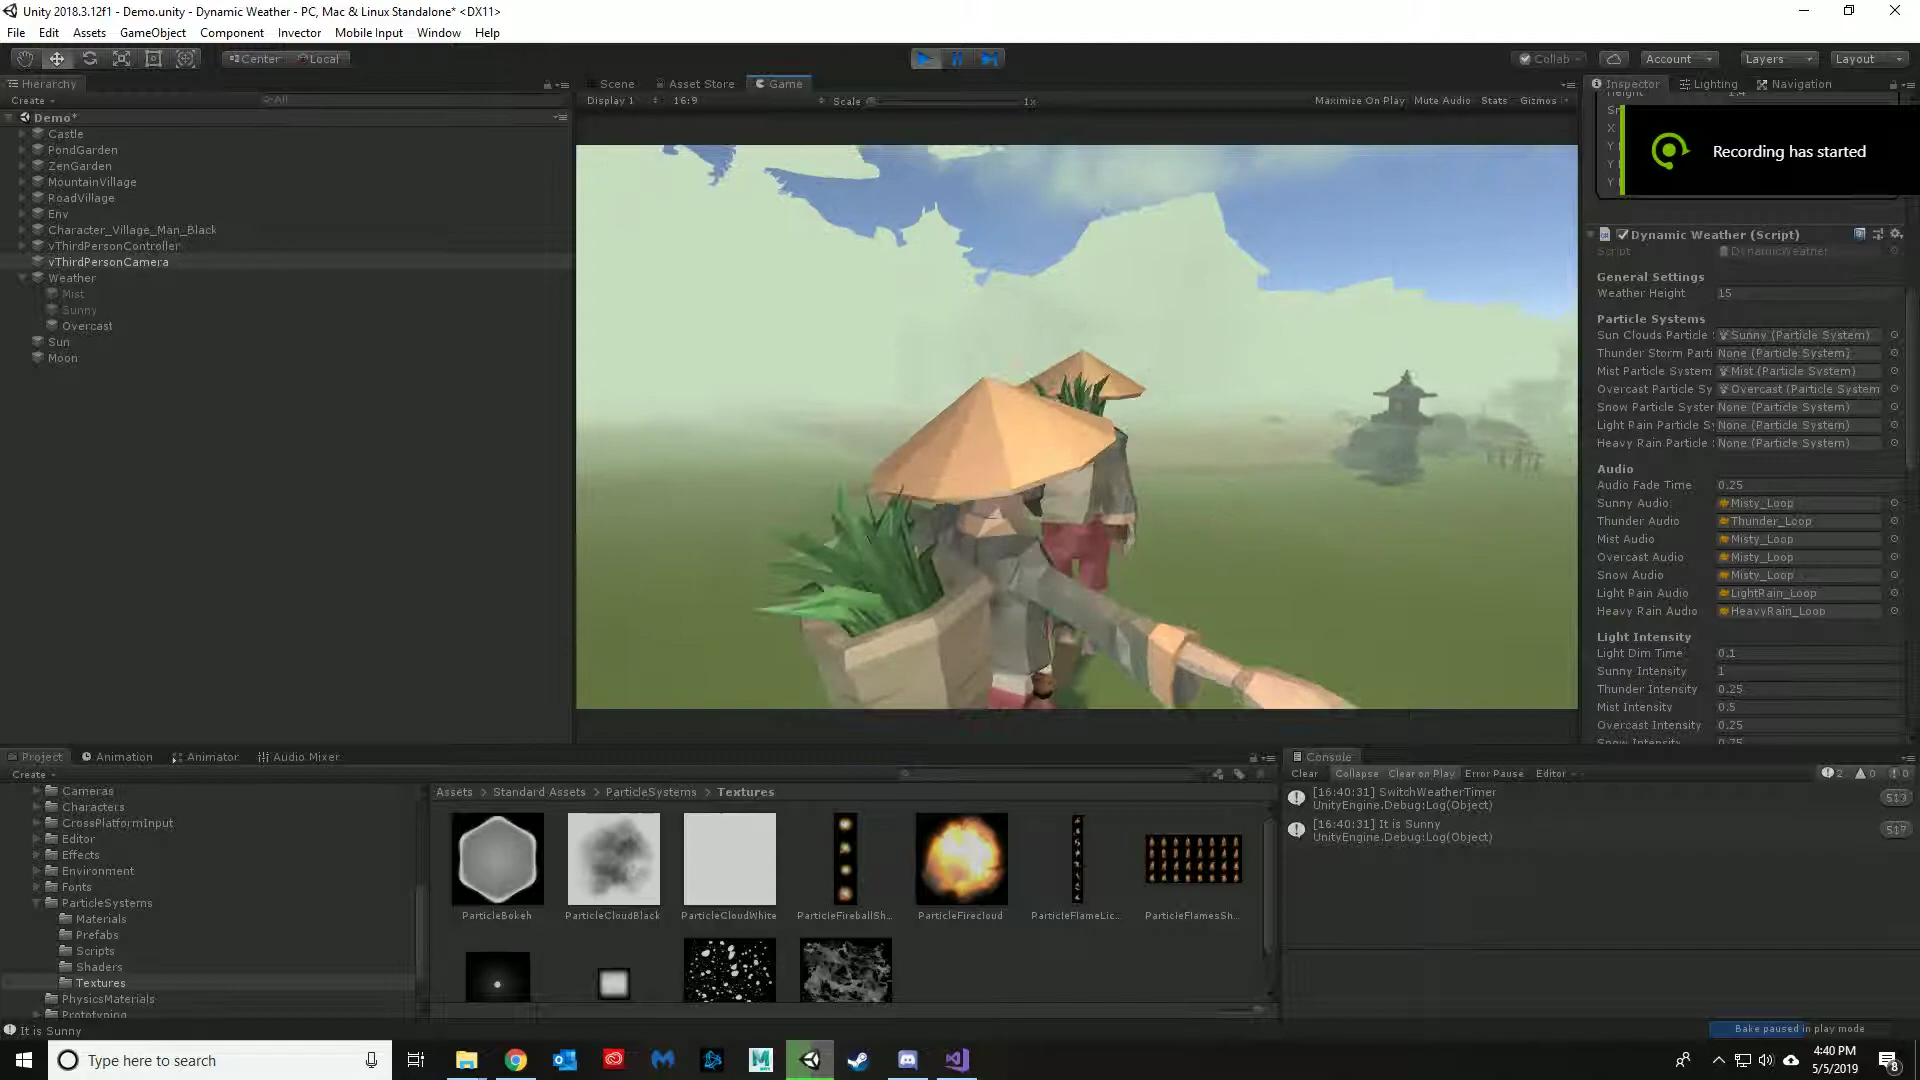 Unity 2018.3.12f1 - Demo.unity - Dynamic Weather - PC, Mac & Linux Standalone* <DX11>
File Edit Assets GameObject Component Invector Mobile Input Window Help
Center Local
Collab Account Layers Layout
Hierarchy
Create All
Demo*
Castle
PondGarden
ZenGarden
MountainVillage
RoadVillage
Env
Character_Village_Man_Black
vThirdPersonController
vThirdPersonCamera
Weather
Mist
Sunny
Overcast
Sun
Moon
Scene Asset Store Game
Display 1 16:9 Scale 1x Maximize On Play Mute Audio Stats Gizmos
Inspector Lighting Navigation
Recording has started
Dynamic Weather (Script)
Script DynamicWeather
General Settings
Weather Height 15
Particle Systems
Sun Clouds Particle Sunny (Particle System)
Thunder Storm Parti None (Particle System)
Mist Particle System Mist (Particle System)
Overcast Particle Sy Overcast (Particle System
Snow Particle Syster None (Particle System)
Light Rain Particle S None (Particle System)
Heavy Rain Particle None (Particle System)
Audio
Audio Fade Time 0.25
Sunny Audio Misty_Loop
Thunder Audio Thunder_Loop
Mist Audio Misty_Loop
Overcast Audio Misty_Loop
Snow Audio Misty_Loop
Light Rain Audio LightRain_Loop
Heavy Rain Audio HeavyRain_Loop
Light Intensity
Light Dim Time 0.1
Sunny Intensity 1
Thunder Intensity 0.25
Mist Intensity 0.5
Overcast Intensity 0.25
Snow Intensity 0.75
Project Animation Animator Audio Mixer
Create
Cameras
Characters
CrossPlatformInput
Editor
Effects
Environment
Fonts
ParticleSystems
Materials
Prefabs
Scripts
Shaders
Textures
PhysicsMaterials
Prototyping
Assets > Standard Assets > ParticleSystems > Textures
ParticleBokeh ParticleCloudBlack ParticleCloudWhite ParticleFireballSh... ParticleFirecloud ParticleFlameLic... ParticleFlamesSh...
Console
Clear Collapse Clear on Play Error Pause Editor 2 0 0
[16:40:31] SwitchWeatherTimer
UnityEngine.Debug:Log(Object)
513
[16:40:31] It is Sunny
UnityEngine.Debug:Log(Object)
517
It is Sunny
Bake paused in play mode
Type here to search
4:40 PM
5/5/2019
8